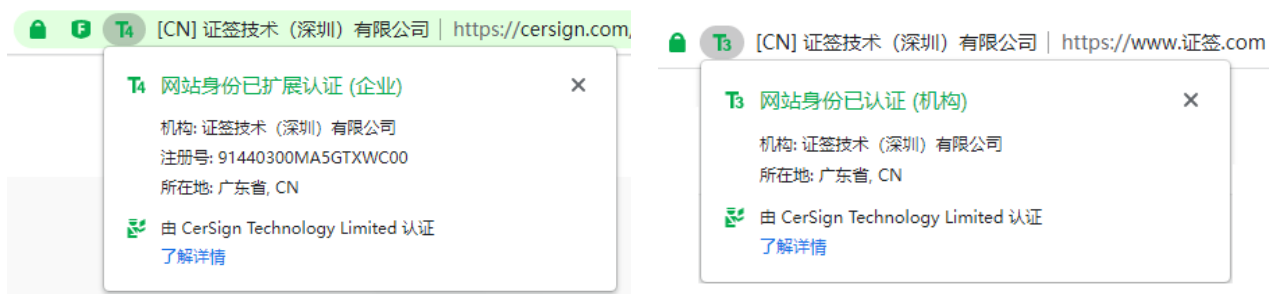 T4 [CN] 证签技术（深圳）有限公司 | https://cersign.com/
T4 网站身份已扩展认证 (企业)
机构: 证签技术（深圳）有限公司
注册号: 91440300MA5GTXWC00
所在地: 广东省, CN
由 CerSign Technology Limited 认证
了解详情
T3 [CN] 证签技术（深圳）有限公司 | https://www.证签.com
T3 网站身份已认证 (机构)
机构: 证签技术（深圳）有限公司
所在地: 广东省, CN
由 CerSign Technology Limited 认证
了解详情